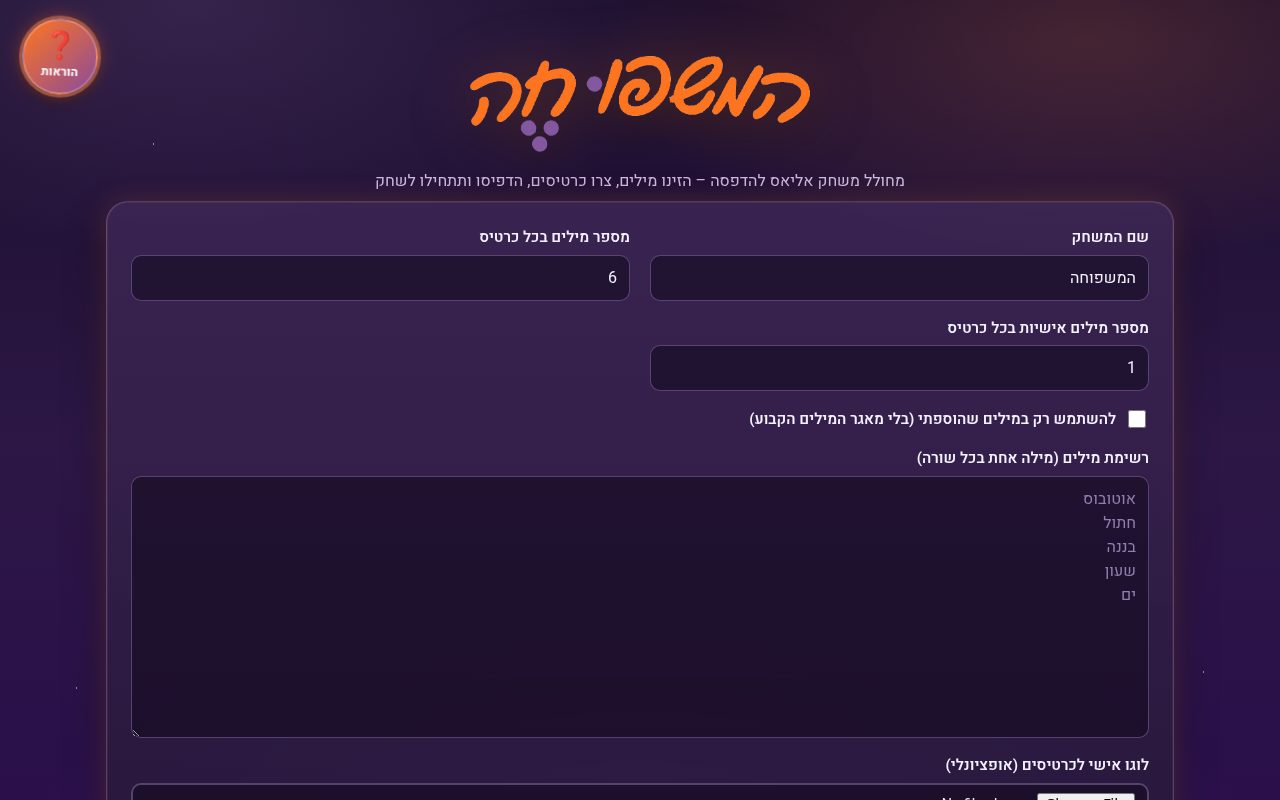 ❓
הוראות
המשפוחה
מחולל משחק אליאס להדפסה – הזינו מילים, צרו כרטיסים, הדפיסו ותתחילו לשחק
שם המשחק
המשפוחה
מספר מילים בכל כרטיס
6
מספר מילים אישיות בכל כרטיס
1
להשתמש רק במילים שהוספתי (בלי מאגר המילים הקבוע)
רשימת מילים (מילה אחת בכל שורה)
אוטובוס
חתול
בננה
שעון
ים
לוגו אישי לכרטיסים (אופציונלי)